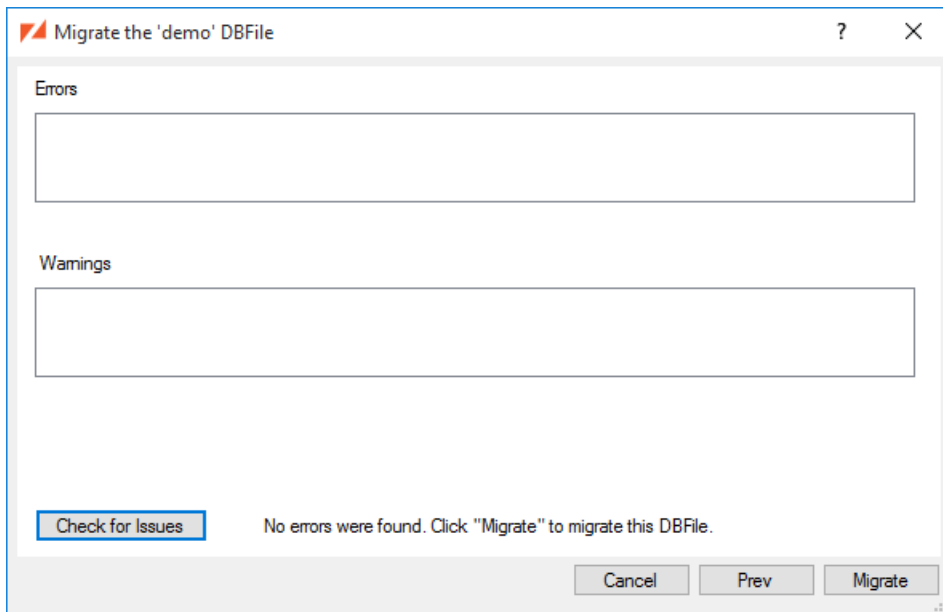 Migrate the 'demo' DBFile
?
Errors
Warnings
Check for Issues
No errors were found. Click "Migrate" to migrate this DBFile.
Cancel
Prev
Migrate